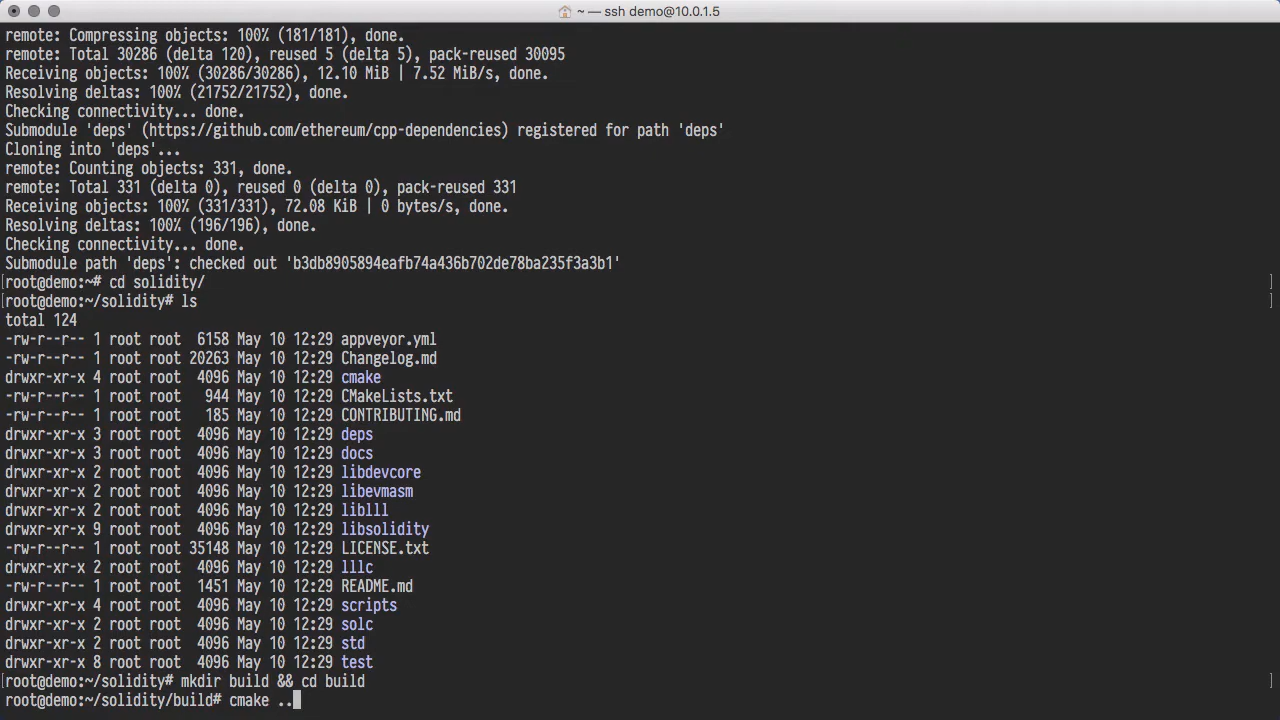 ~ — ssh demo@10.0.1.5
remote: Compressing objects: 100% (181/181), done.
remote: Total 30286 (delta 120), reused 5 (delta 5), pack-reused 30095
Receiving objects: 100% (30286/30286), 12.10 MiB | 7.52 MiB/s, done.
Resolving deltas: 100% (21752/21752), done.
Checking connectivity... done.
Submodule 'deps' (https://github.com/ethereum/cpp-dependencies) registered for path 'deps'
Cloning into 'deps'...
remote: Counting objects: 331, done.
remote: Total 331 (delta 0), reused 0 (delta 0), pack-reused 331
Receiving objects: 100% (331/331), 72.08 KiB | 0 bytes/s, done.
Resolving deltas: 100% (196/196), done.
Checking connectivity... done.
Submodule path 'deps': checked out 'b3db8905894eafb74a436b702de78ba235f3a3b1'
[root@demo:~# cd solidity/ ]
[root@demo:~/solidity# ls ]
total 124
-rw-r--r-- 1 root root  6158 May 10 12:29 appveyor.yml
-rw-r--r-- 1 root root 20263 May 10 12:29 Changelog.md
drwxr-xr-x 4 root root  4096 May 10 12:29 cmake
-rw-r--r-- 1 root root   944 May 10 12:29 CMakeLists.txt
-rw-r--r-- 1 root root   185 May 10 12:29 CONTRIBUTING.md
drwxr-xr-x 3 root root  4096 May 10 12:29 deps
drwxr-xr-x 3 root root  4096 May 10 12:29 docs
drwxr-xr-x 2 root root  4096 May 10 12:29 libdevcore
drwxr-xr-x 2 root root  4096 May 10 12:29 libevmasm
drwxr-xr-x 2 root root  4096 May 10 12:29 liblll
drwxr-xr-x 9 root root  4096 May 10 12:29 libsolidity
-rw-r--r-- 1 root root 35148 May 10 12:29 LICENSE.txt
drwxr-xr-x 2 root root  4096 May 10 12:29 lllc
-rw-r--r-- 1 root root  1451 May 10 12:29 README.md
drwxr-xr-x 4 root root  4096 May 10 12:29 scripts
drwxr-xr-x 2 root root  4096 May 10 12:29 solc
drwxr-xr-x 2 root root  4096 May 10 12:29 std
drwxr-xr-x 8 root root  4096 May 10 12:29 test
[root@demo:~/solidity# mkdir build && cd build ]
root@demo:~/solidity/build# cmake ..